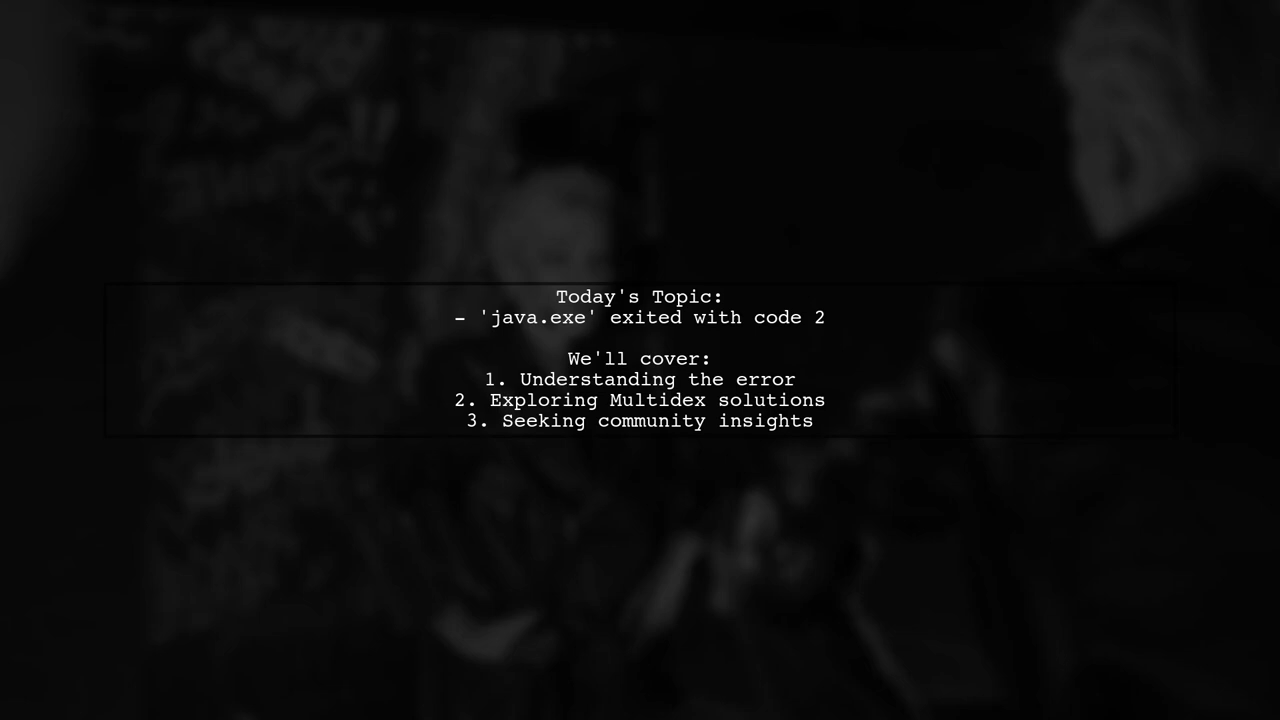 Today's Topic:
- 'java.exe' exited with code 2
We'll cover:
1. Understanding the error
2. Exploring Multidex solutions
3. Seeking community insights